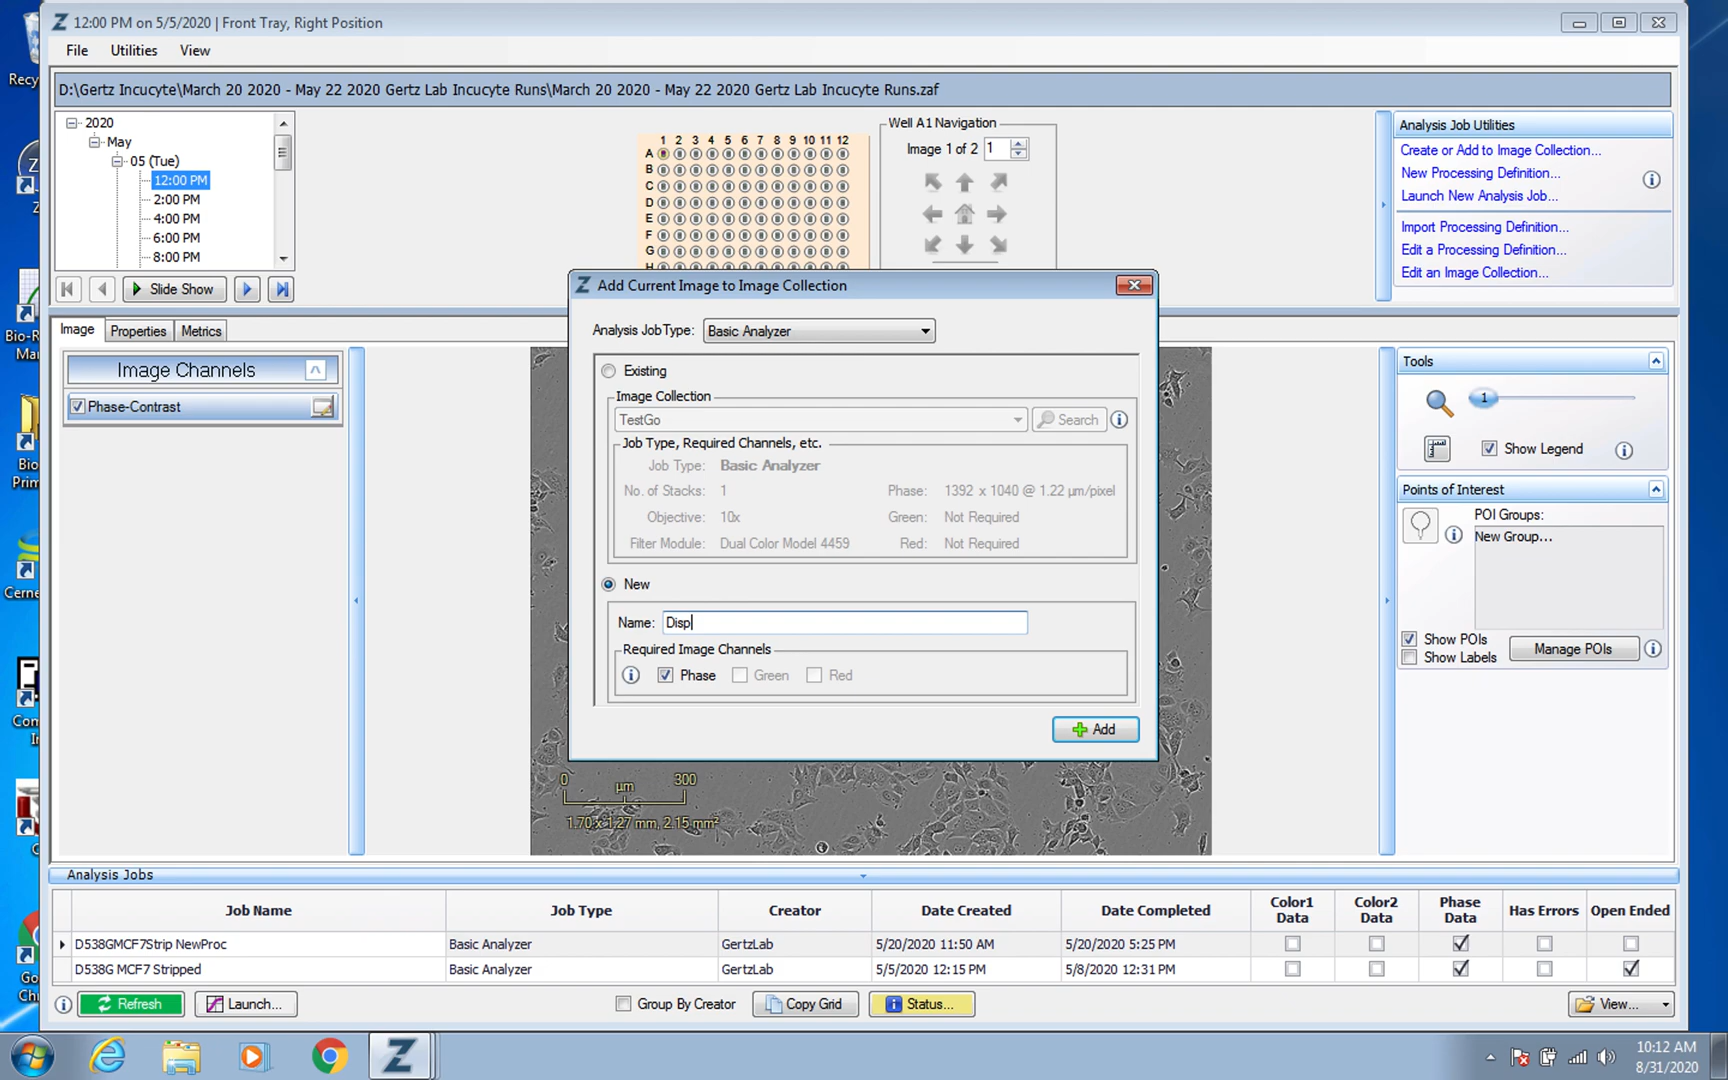 12:00 PM on 5/5/2020 | Front Tray, Right Position
File Utilities View
D:\Gertz Incucyte\March 20 2020 - May 22 2020 Gertz Lab Incucyte Runs\March 20 2020 - May 22 2020 Gertz Lab Incucyte Runs.zaf
2020
May
05 (Tue)
12:00 PM
2:00 PM
4:00 PM
6:00 PM
8:00 PM
Slide Show
1 2 3 4 5 6 7 8 9 10 11 12
A
B
C
D
E
F
G
H
Well A1 Navigation
Image 1 of 2 1
Analysis Job Utilities
Create or Add to Image Collection...
New Processing Definition...
Launch New Analysis Job...
Import Processing Definition...
Edit a Processing Definition...
Edit an Image Collection...
Image Properties Metrics
Image Channels
Phase-Contrast
Add Current Image to Image Collection
Analysis Job Type: Basic Analyzer
Existing
Image Collection
TestGo Search
Job Type, Required Channels, etc.
Job Type: Basic Analyzer
No. of Stacks: 1 Phase: 1392 x 1040 @ 1.22 µm/pixel
Objective: 10x Green: Not Required
Filter Module: Dual Color Model 4459 Red: Not Required
New
Name: Disp
Required Image Channels
Phase Green Red
Add
0 µm 300
1.70 x 1.27 mm, 2.15 mm²
Tools
1
Show Legend
Points of Interest
POI Groups:
New Group...
Show POIs
Show Labels
Manage POIs
Analysis Jobs
Job Name Job Type Creator Date Created Date Completed Color1 Data Color2 Data Phase Data Has Errors Open Ended
D538GMCF7Strip NewProc Basic Analyzer GertzLab 5/20/2020 11:50 AM 5/20/2020 5:25 PM
D538G MCF7 Stripped Basic Analyzer GertzLab 5/5/2020 12:15 PM 5/8/2020 12:31 PM
Refresh Launch... Group By Creator Copy Grid Status... View...
Recy
Bio-R
Mar
Bio
Prim
Cerne
Com
Go
Chr
10:12 AM
8/31/2020